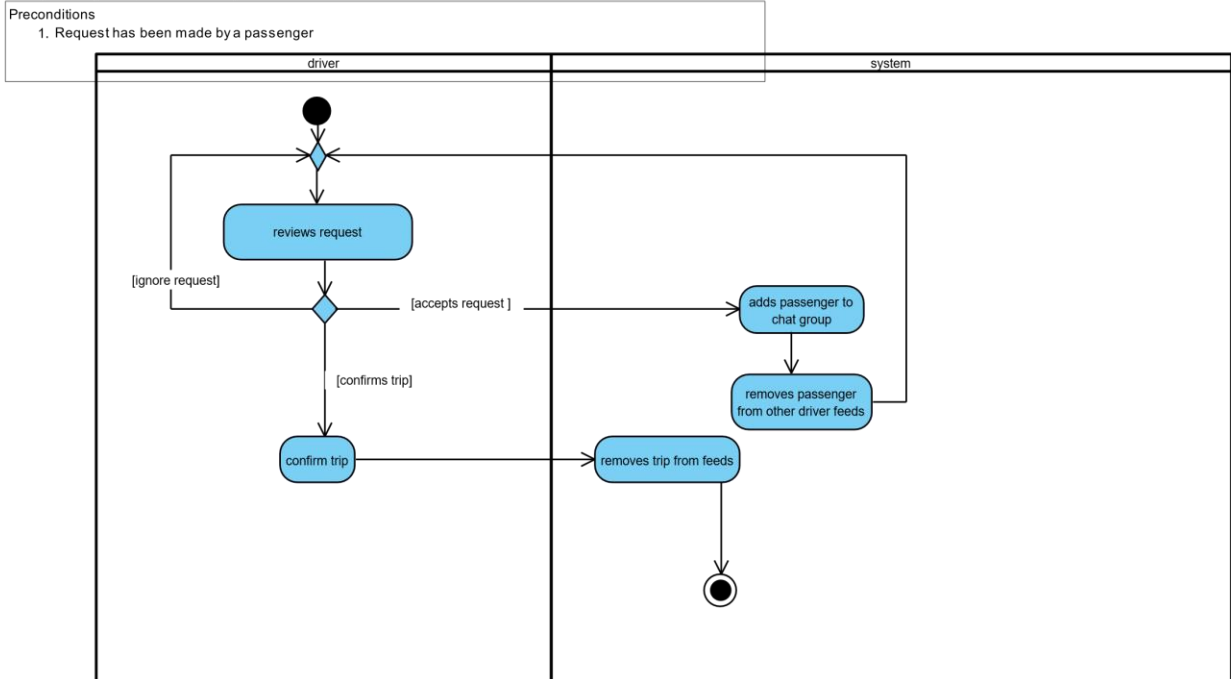 Preconditions
1. Request has been made by a passenger
driver
system
reviews request
[ignore request]
[accepts request ]
adds passenger to
chat group
[confirms trip]
removes passenger
from other driver feeds
confirm trip
removes trip from feeds